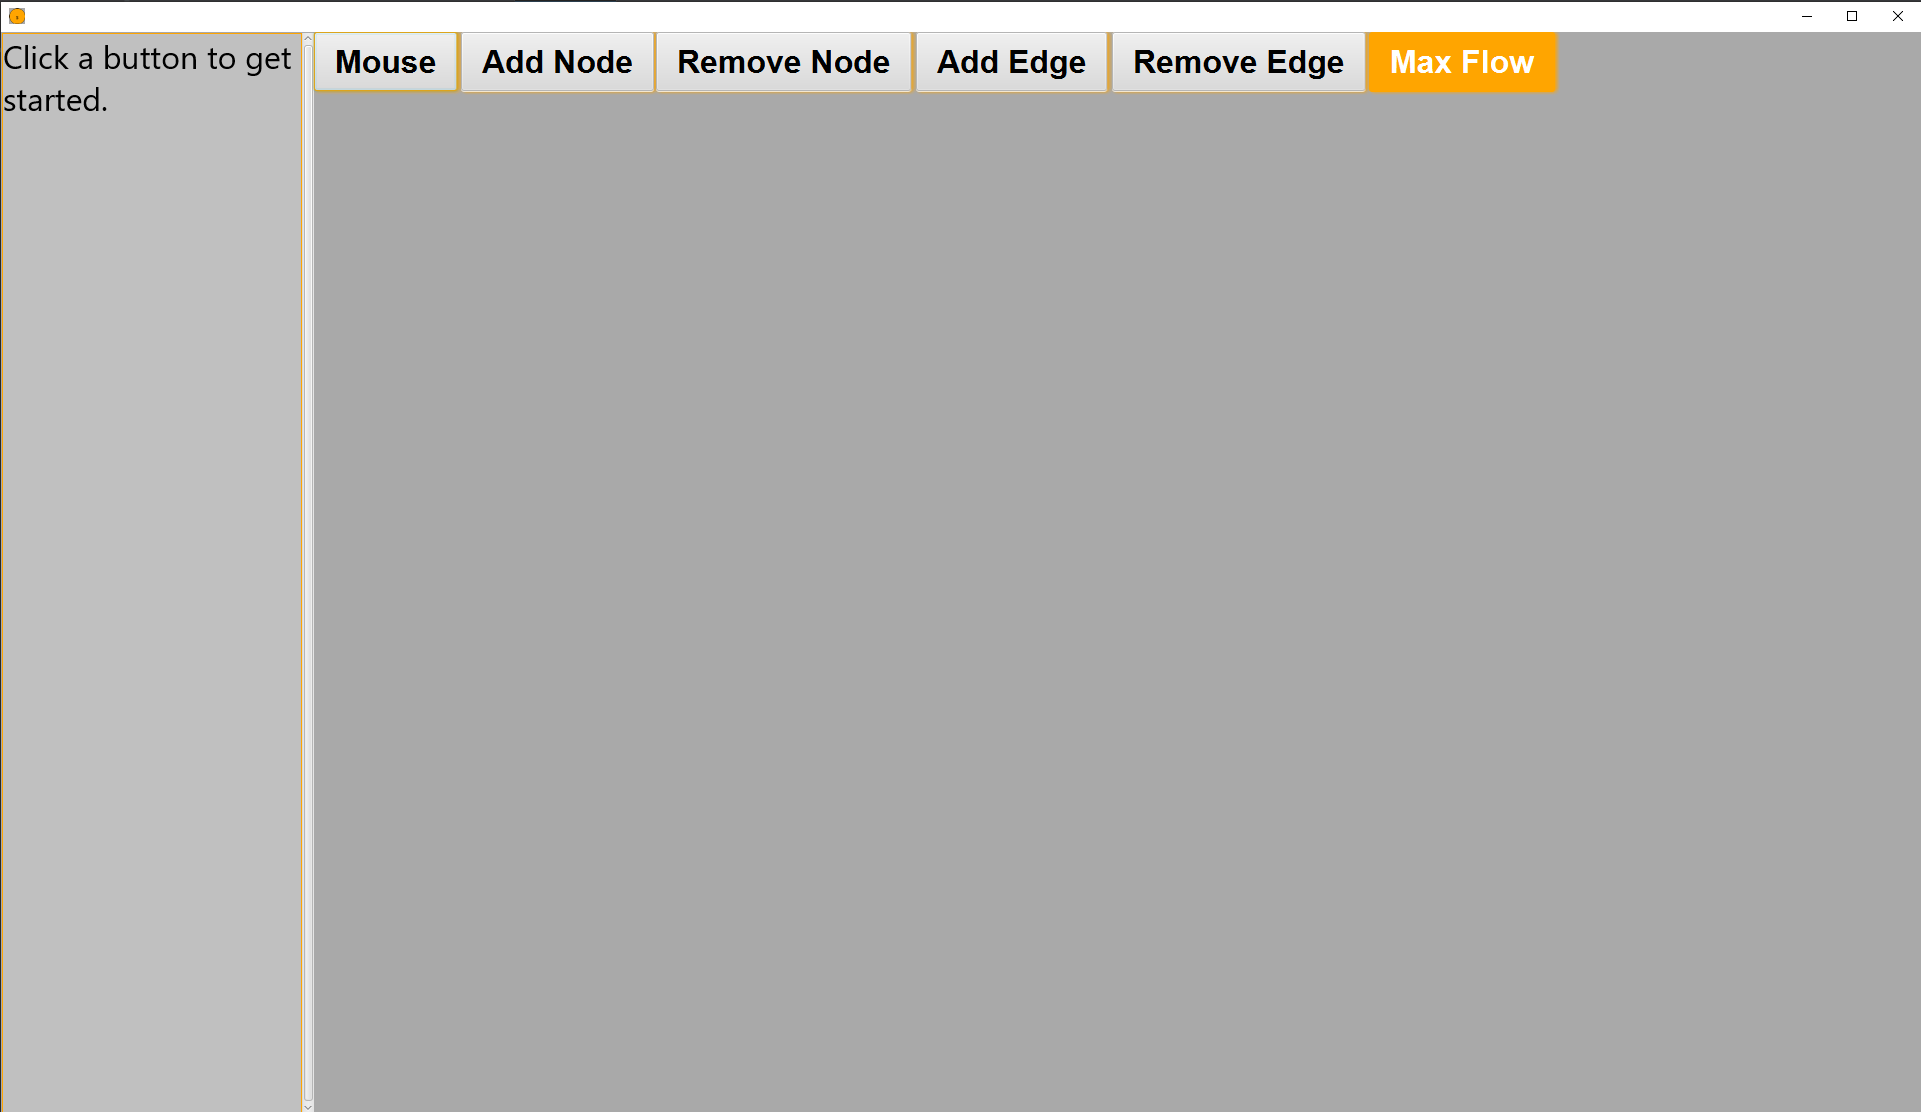 Click a button to get
started.
Mouse Add Node Remove Node Add Edge Remove Edge Max Flow